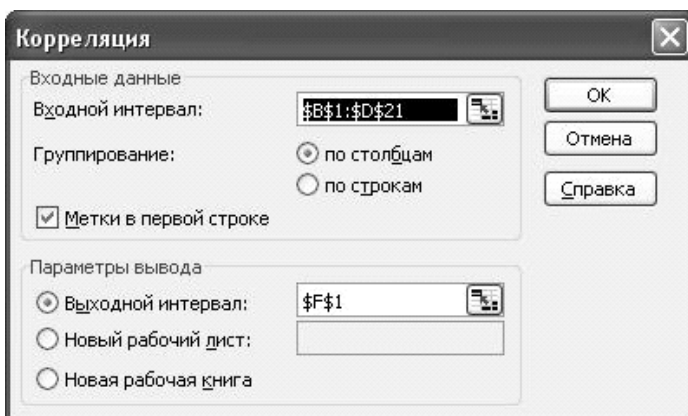 Корреляция
Входные данные
Входной интервал: $B$1:$D$21
Группирование: по столбцам
по строкам
Метки в первой строке
OK
Отмена
Справка
Параметры вывода
Выходной интервал: $F$1
Новый рабочий лист:
Новая рабочая книга